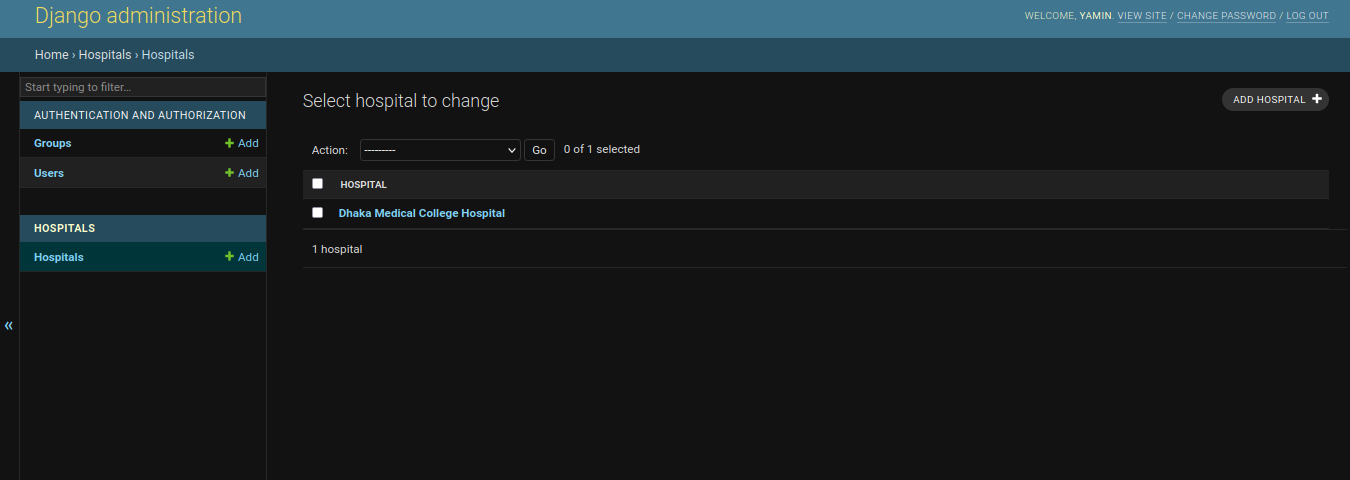 Django administration
WELCOME, YAMIN. VIEW SITE / CHANGE PASSWORD / LOG OUT
Home › Hospitals › Hospitals
Start typing to filter...
AUTHENTICATION AND AUTHORIZATION
Groups + Add
Users + Add
HOSPITALS
Hospitals + Add
«
Select hospital to change
ADD HOSPITAL +
Action: --------- Go 0 of 1 selected
HOSPITAL
Dhaka Medical College Hospital
1 hospital